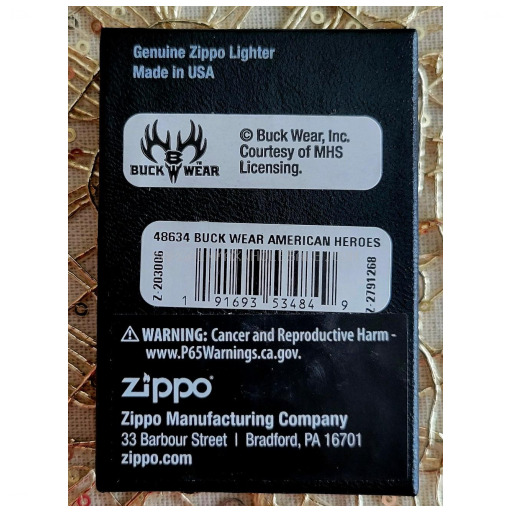 Genuine Zippo Lighter
Made in USA
BUCK WEAR
TM
© Buck Wear, Inc.
Courtesy of MHS
Licensing.
48634 BUCK WEAR AMERICAN HEROES
Z-203006
1 91693 53484 9
Z-2791268
⚠ WARNING: Cancer and Reproductive Harm -
www.P65Warnings.ca.gov.
zippo®
Zippo Manufacturing Company
33 Barbour Street | Bradford, PA 16701
zippo.com